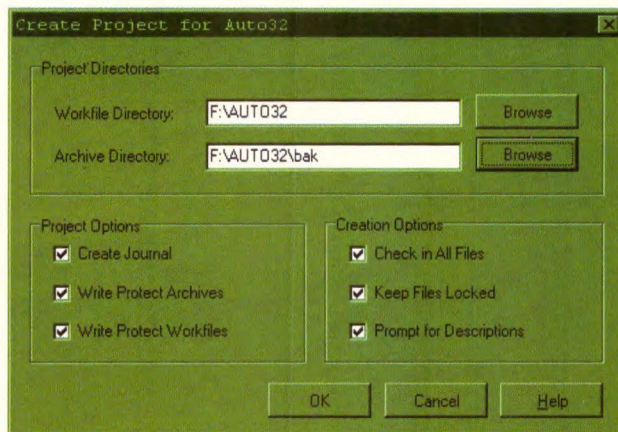 Create Project for Auto32
Project Directories
Workfile Directory: F:\AUTO32 Browse
Archive Directory: F:\AUTO32\bak Browse
Project Options
Create Journal
Write Protect Archives
Write Protect Workfiles
Creation Options
Check in All Files
Keep Files Locked
Prompt for Descriptions
OK Cancel Help